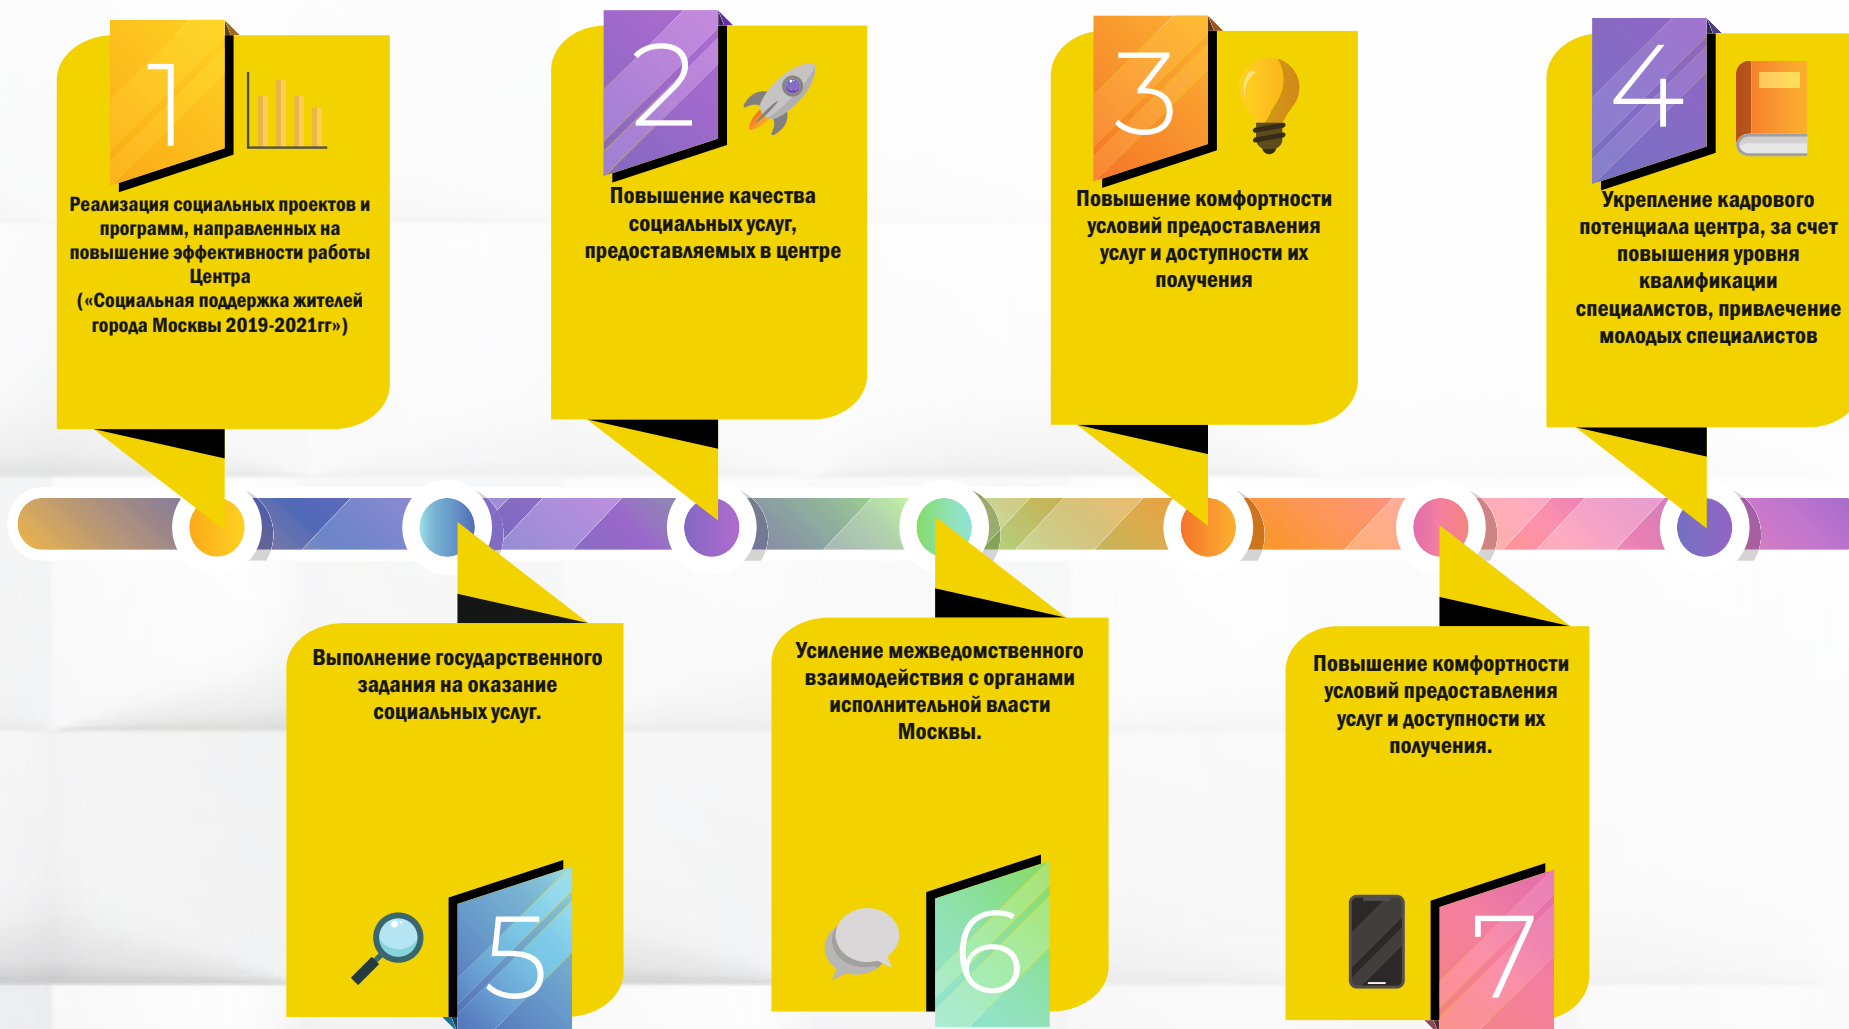 1
Реализация социальных проектов и
программ, направленных на
повышение эффективности работы
Центра
(«Социальная поддержка жителей
города Москвы 2019-2021гг»)
2
Повышение качества
социальных услуг,
предоставляемых в центре
3
Повышение комфортности
условий предоставления
услуг и доступности их
получения
4
Укрепление кадрового
потенциала центра, за счет
повышения уровня
квалификации
специалистов, привлечение
молодых специалистов
Выполнение государственного
задания на оказание
социальных услуг.
5
Усиление межведомственного
взаимодействия с органами
исполнительной власти
Москвы.
6
Повышение комфортности
условий предоставления
услуг и доступности их
получения.
7